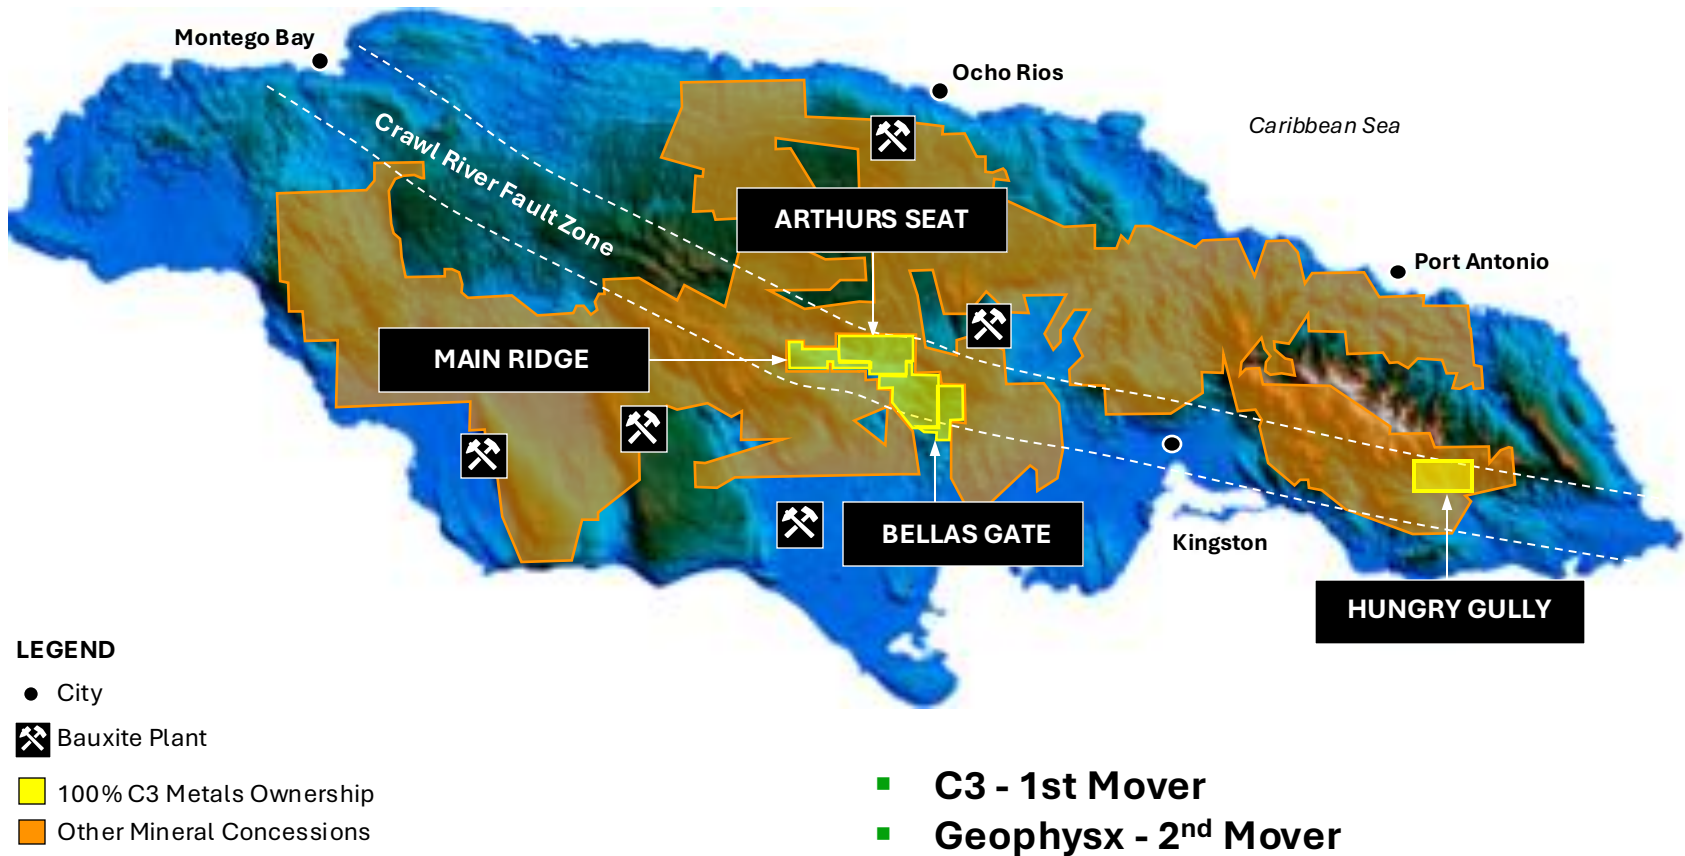 Montego Bay
Ocho Rios
Caribbean Sea
Crawl River Fault Zone
ARTHURS SEAT
Port Antonio
MAIN RIDGE
BELLAS GATE
Kingston
HUNGRY GULLY
LEGEND
City
Bauxite Plant
100% C3 Metals Ownership
Other Mineral Concessions
C3 - 1st Mover
Geophysx - 2nd Mover